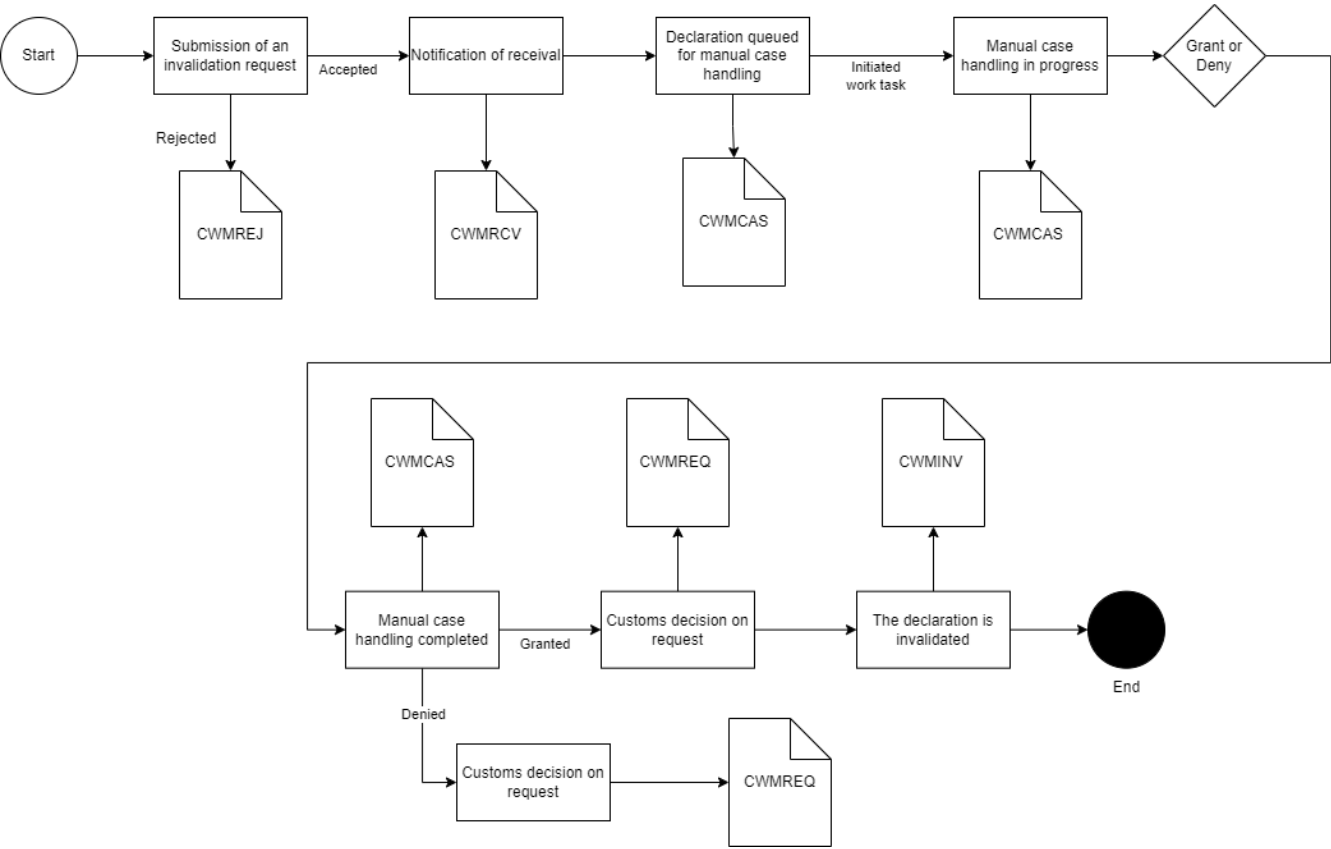 Start
Submission of an
invalidation request
Accepted
Notification of receival
Declaration queued
for manual case
handling
Initiated
work task
Manual case
handling in progress
Grant or
Deny
Rejected
CWMREJ
CWMRCV
CWMCAS
CWMCAS
CWMCAS
CWMREQ
CWMINV
Manual case
handling completed
Granted
Customs decision on
request
The declaration is
invalidated
End
Denied
Customs decision on
request
CWMREQ